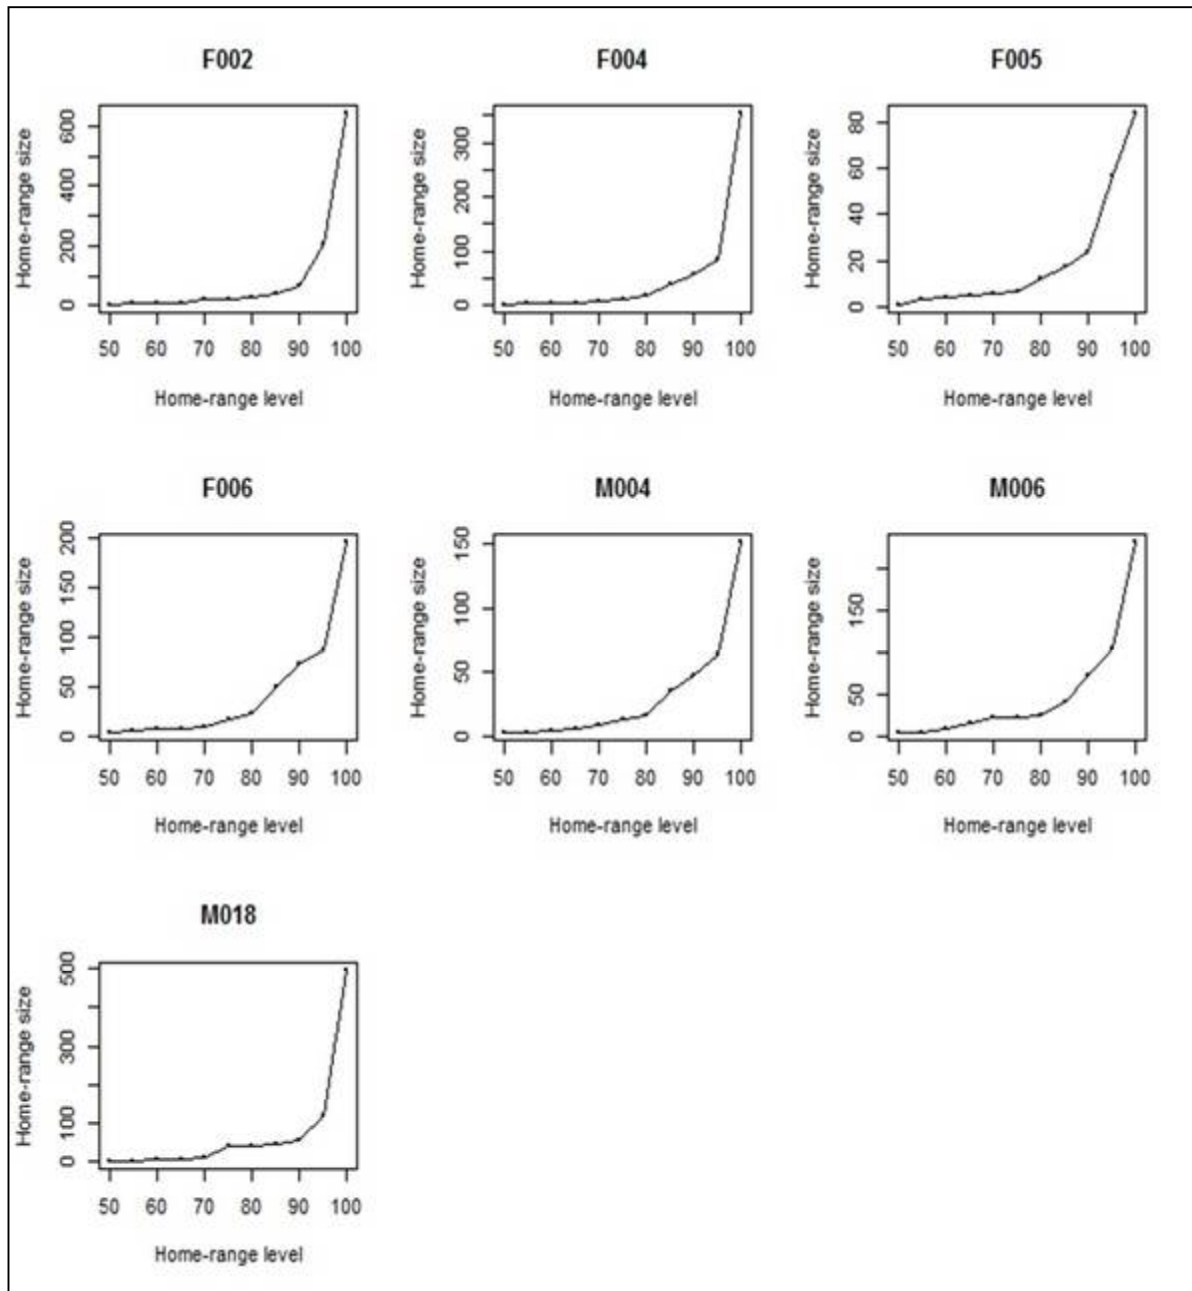 F002
Home-range size
0 200 400 600
50 60 70 80 90 100
Home-range level
F004
Home-range size
0 100 200 300
50 60 70 80 90 100
Home-range level
F005
Home-range size
0 20 40 60 80
50 60 70 80 90 100
Home-range level
F006
Home-range size
0 50 100 150 200
50 60 70 80 90 100
Home-range level
M004
Home-range size
0 50 100 150
50 60 70 80 90 100
Home-range level
M006
Home-range size
0 50 150
50 60 70 80 90 100
Home-range level
M018
Home-range size
0 100 300 500
50 60 70 80 90 100
Home-range level